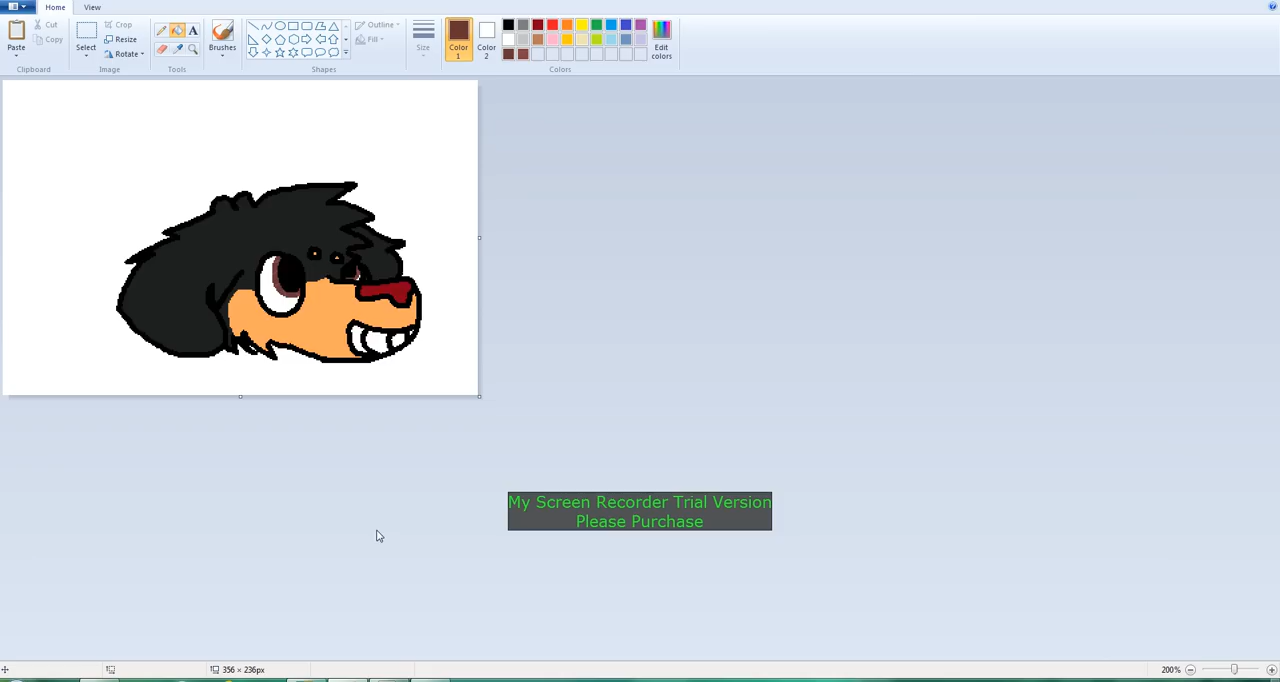 Home View
Paste Cut Copy Clipboard
Select Crop Resize Rotate Image
Tools
Brushes
Outline Fill Shapes
Size
Color 1 Color 2 Edit colors Colors
My Screen Recorder Trial Version
Please Purchase
356 × 236px 200%